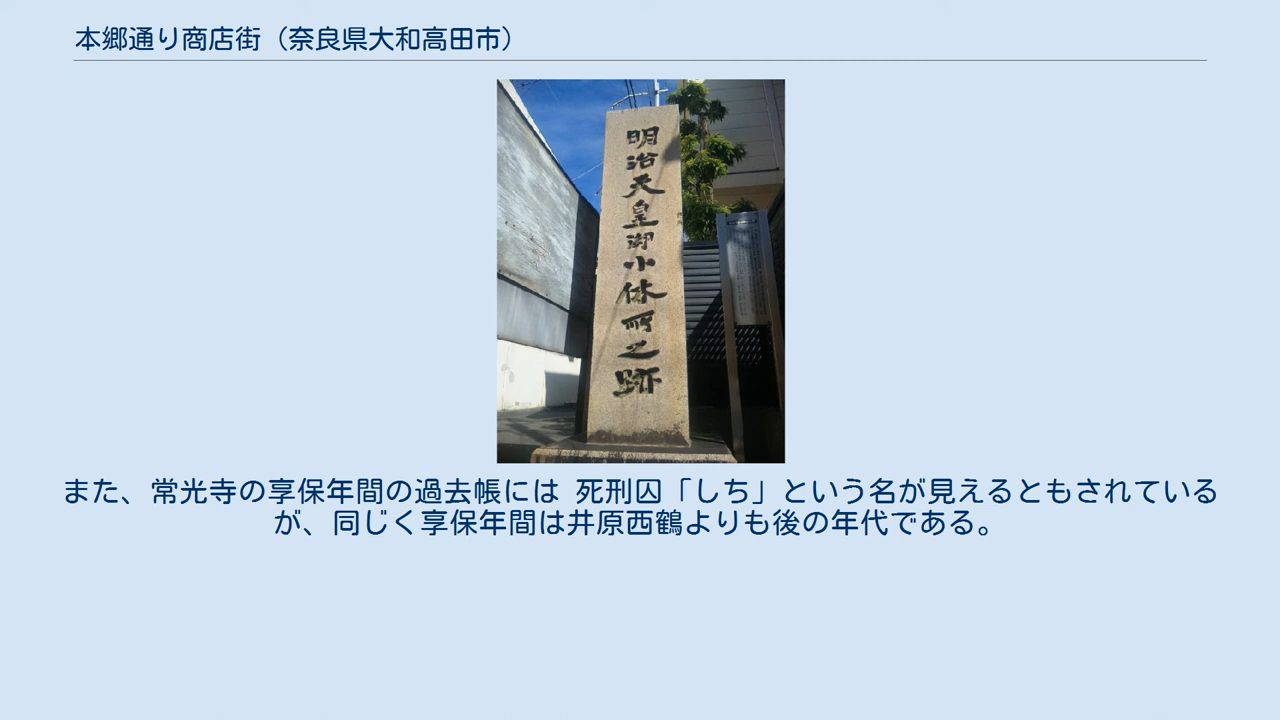 本郷通り商店街（奈良県大和高田市）
明治天皇御小休所之跡
また、常光寺の享保年間の過去帳には 死刑囚「しち」という名が見えるともされている
が、同じく享保年間は井原西鶴よりも後の年代である。